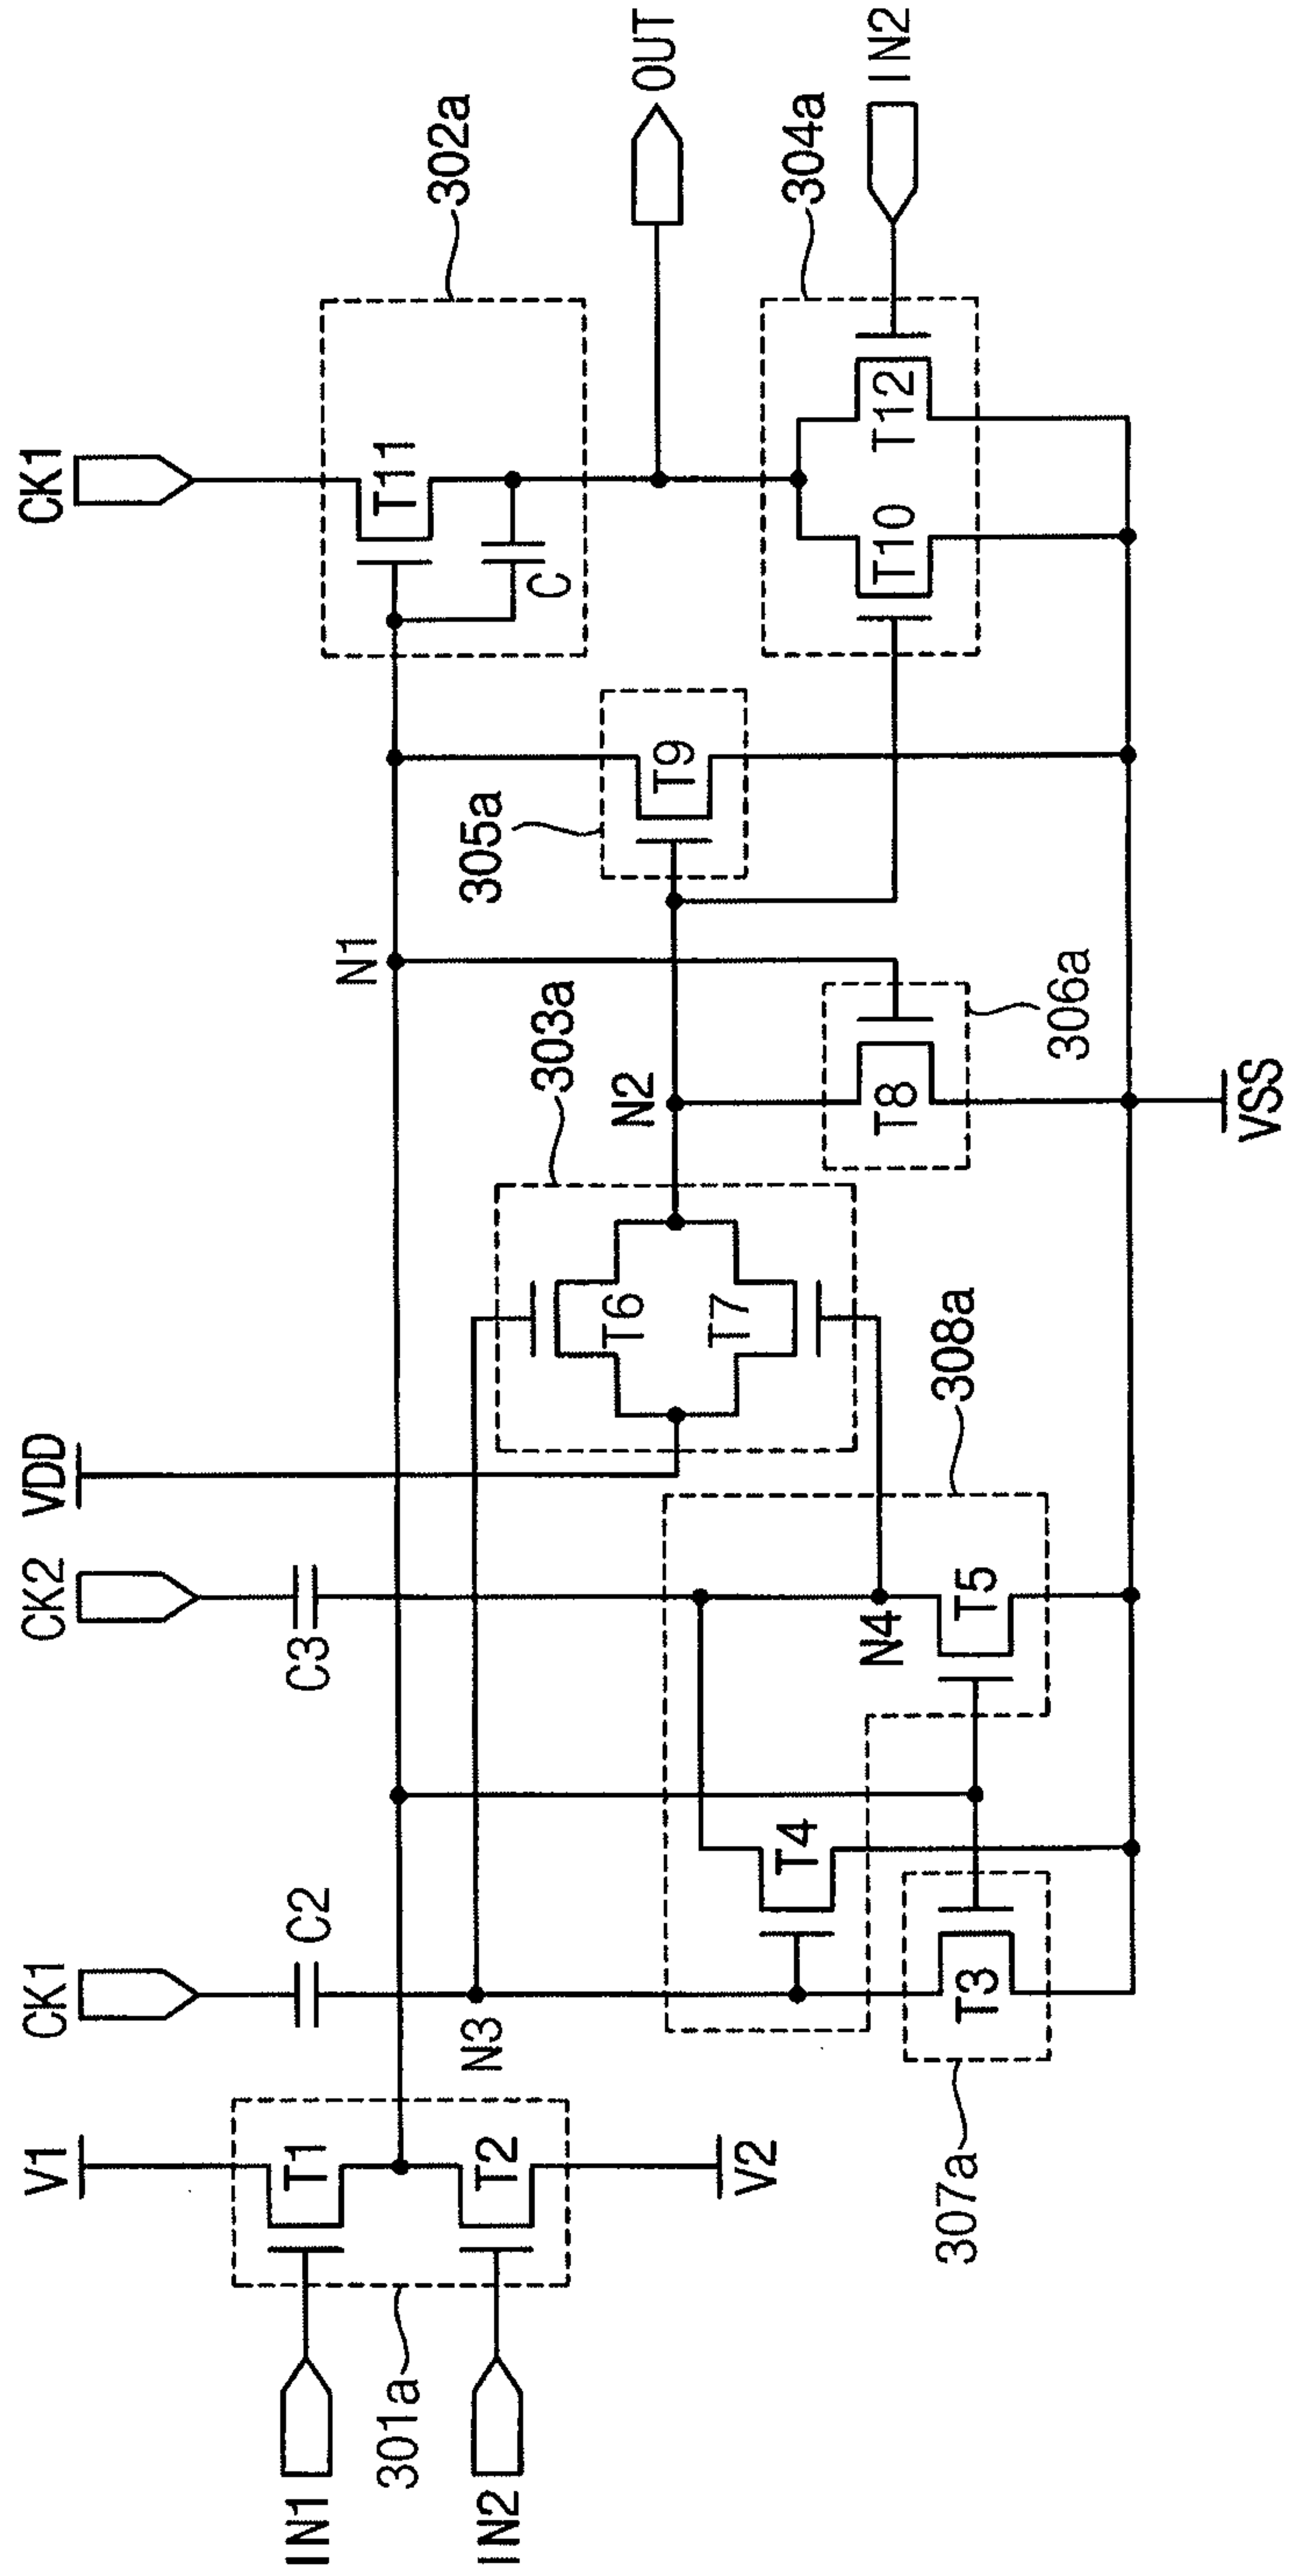 CK1
302a
T11
C
OUT
304a
IN2
T12
T10
305a
T9
N1
303a
N2
306a
T8
VSS
T6
T7
VDD
308a
CK2
C3
N4
T5
T4
CK1
C2
N3
T3
307a
V1
T1
T2
V2
301a
IN1
IN2